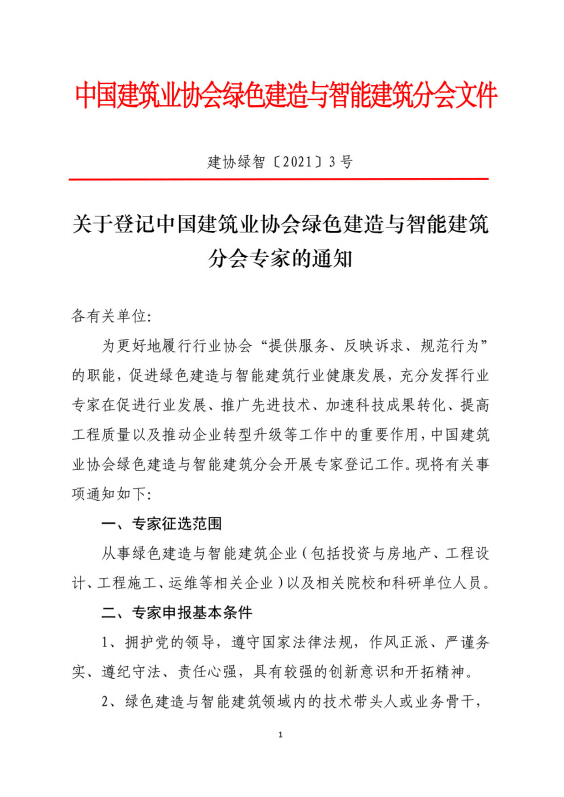 中国建筑业协会绿色建造与智能建筑分会文件
建协绿智〔2021〕3号
关于登记中国建筑业协会绿色建造与智能建筑
分会专家的通知
各有关单位：
为更好地履行行业协会“提供服务、反映诉求、规范行为”
的职能，促进绿色建造与智能建筑行业健康发展，充分发挥行业
专家在促进行业发展、推广先进技术、加速科技成果转化、提高
工程质量以及推动企业转型升级等工作中的重要作用，中国建筑
业协会绿色建造与智能建筑分会开展专家登记工作。现将有关事
项通知如下：
一、专家征选范围
从事绿色建造与智能建筑企业（包括投资与房地产、工程设
计、工程施工、运维等相关企业）以及相关院校和科研单位人员。
二、专家申报基本条件
1、拥护党的领导，遵守国家法律法规，作风正派、严谨务
实、遵纪守法、责任心强，具有较强的创新意识和开拓精神。
2、绿色建造与智能建筑领域内的技术带头人或业务骨干，
1